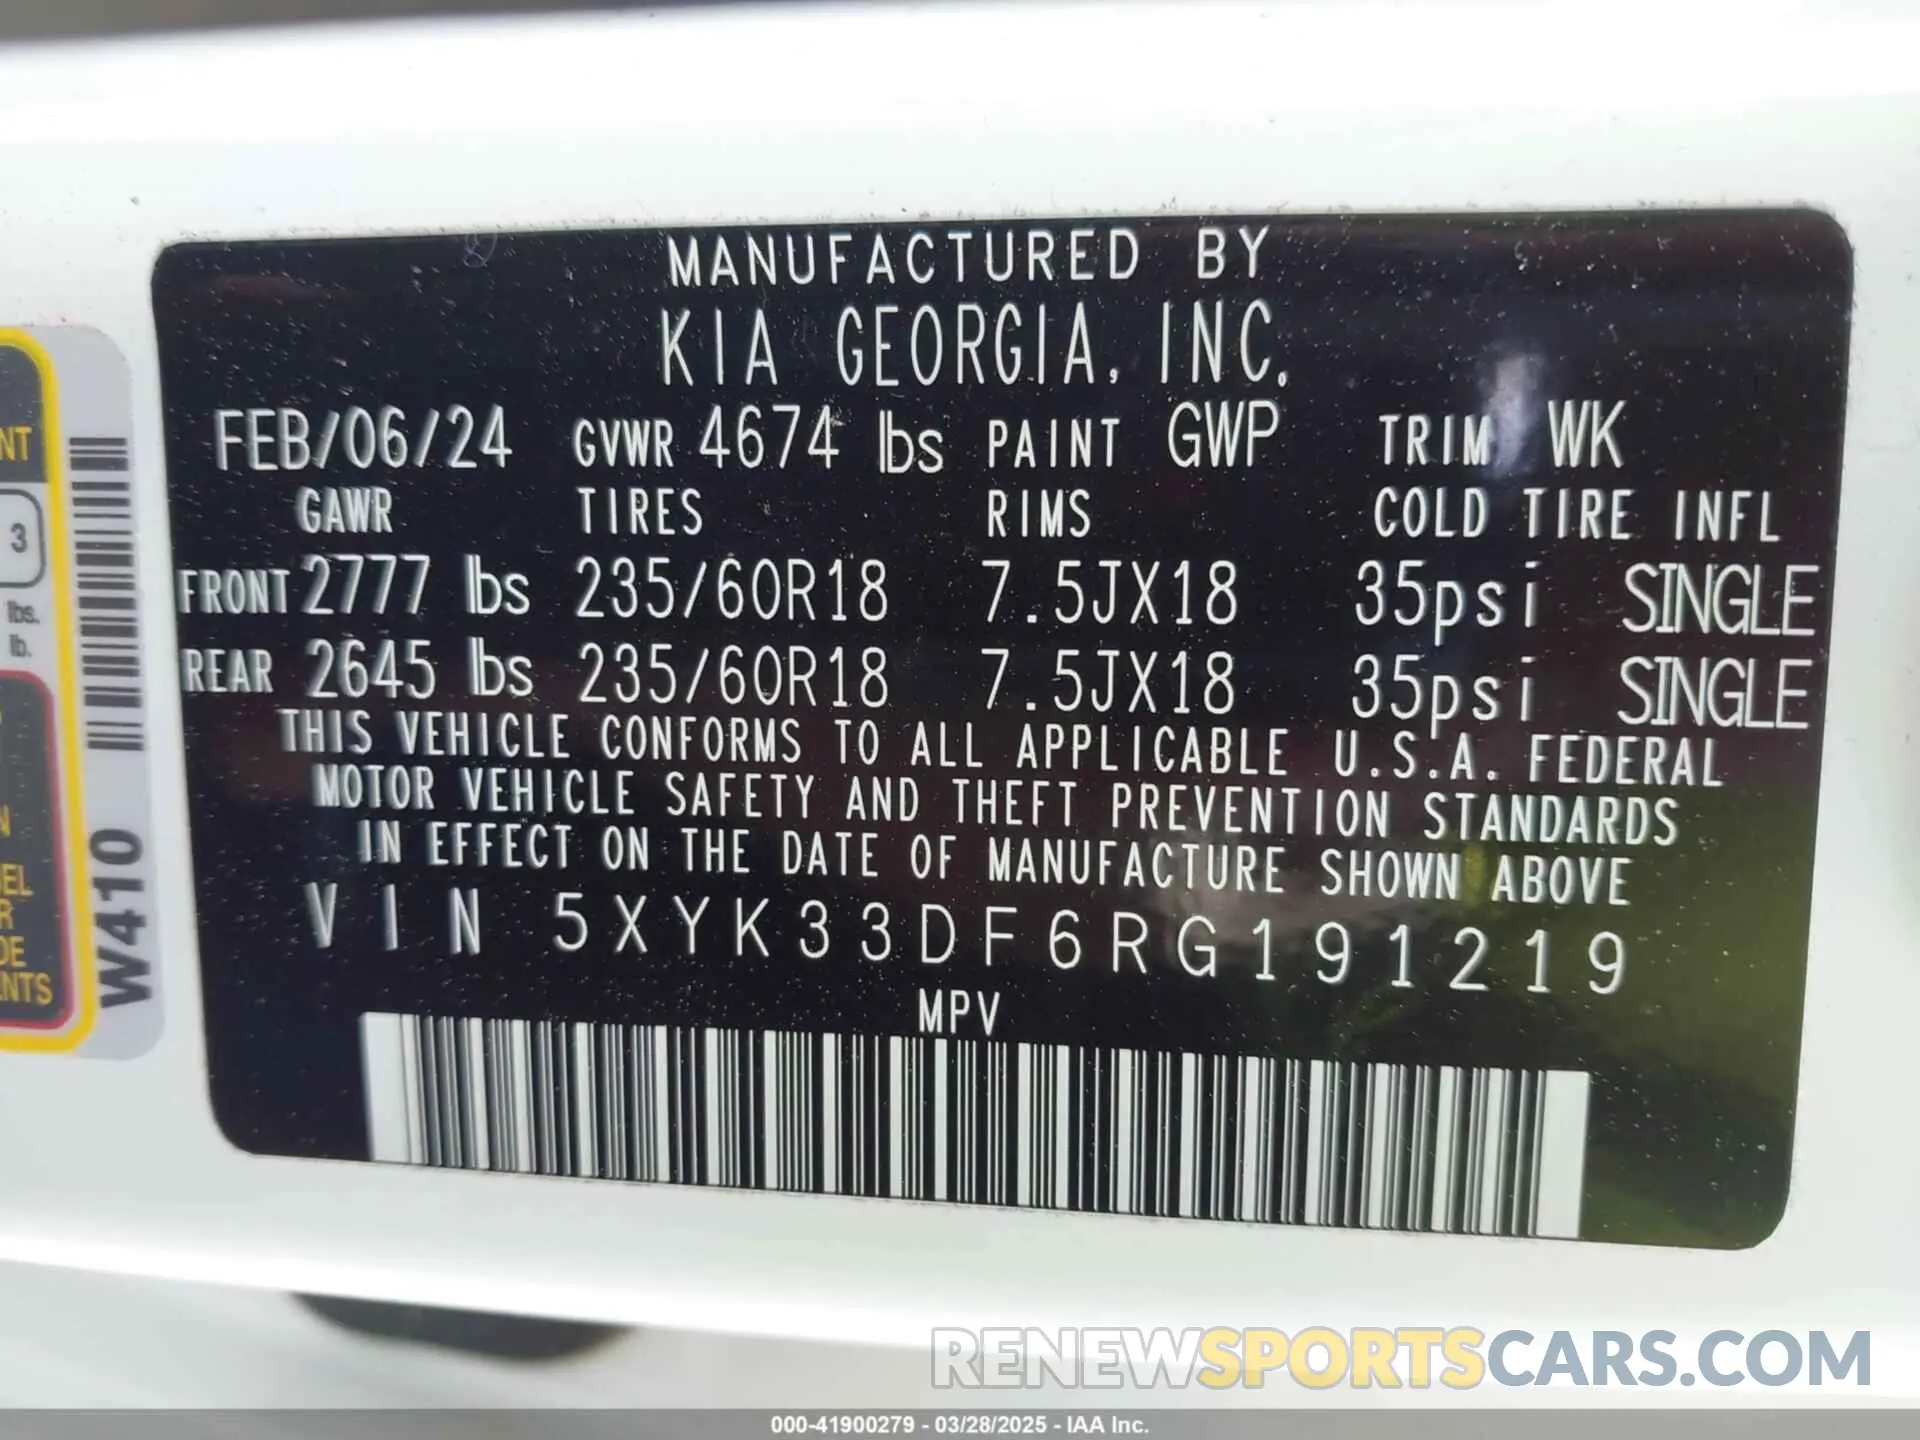 MANUFACTURED BY
KIA GEORGIA, INC.
FEB/06/24 GVWR 4674 lbs PAINT GWP TRIM WK
GAWR TIRES RIMS COLD TIRE INFL
FRONT 2777 lbs 235/60R18 7.5JX18 35psi SINGLE
REAR 2645 lbs 235/60R18 7.5JX18 35psi SINGLE
THIS VEHICLE CONFORMS TO ALL APPLICABLE U.S.A. FEDERAL
MOTOR VEHICLE SAFETY AND THEFT PREVENTION STANDARDS
IN EFFECT ON THE DATE OF MANUFACTURE SHOWN ABOVE
VIN 5XYK33DF6RG191219
MPV
3
lbs.
lb.
W410
RENEWSPORTSCARS.COM
000-41900279 - 03/28/2025 - IAA Inc.